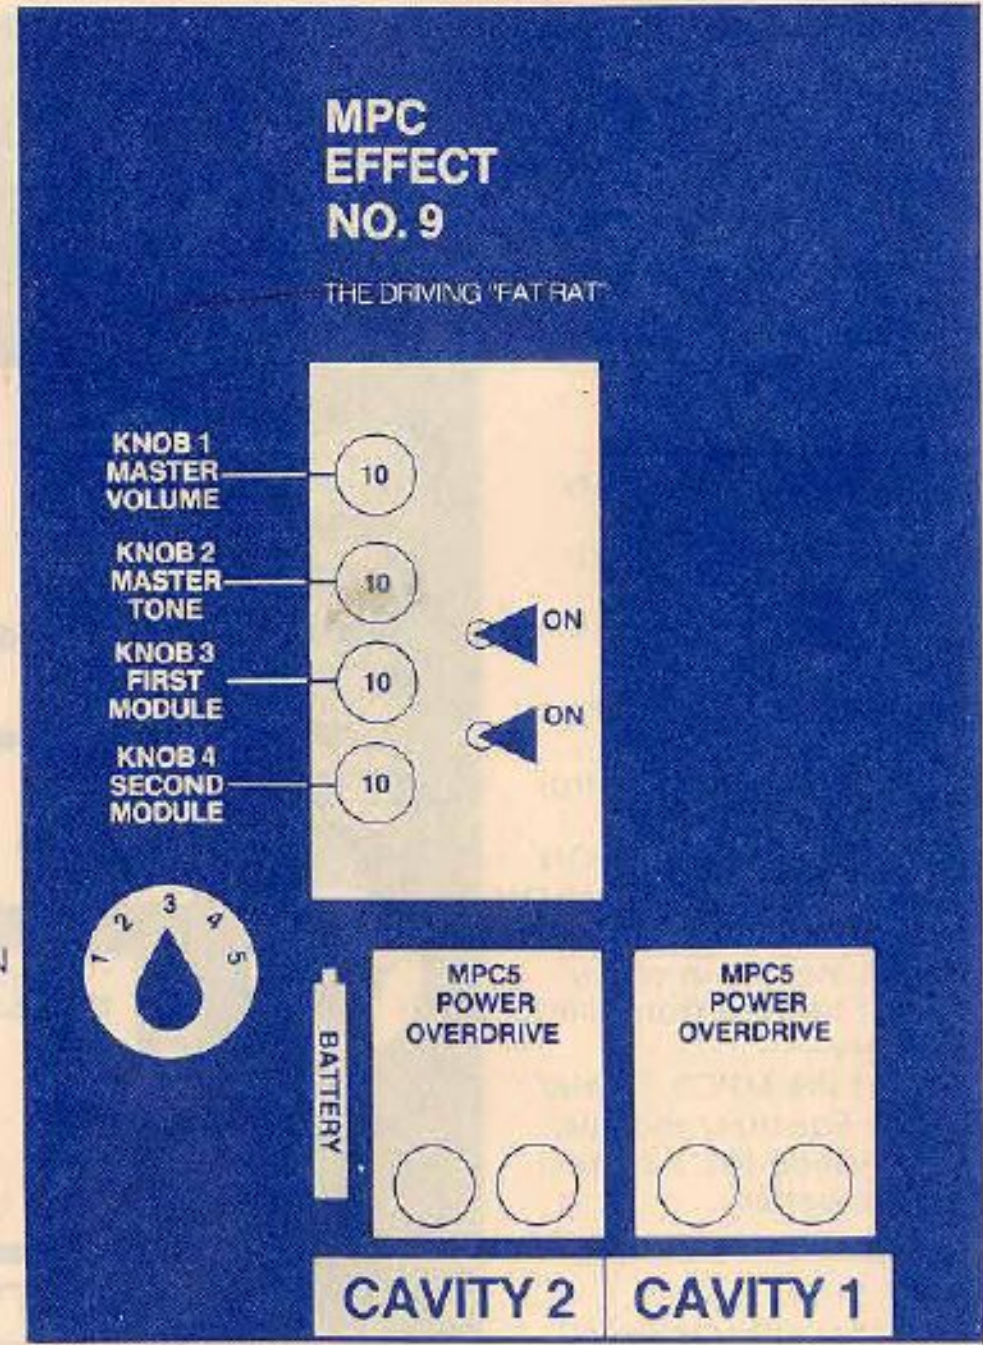 MPC
EFFECT
NO. 9
THE DRIVING "FAT RAT"
KNOB 1
MASTER
VOLUME
10
KNOB 2
MASTER
TONE
10
ON
KNOB 3
FIRST
MODULE
10
ON
KNOB 4
SECOND
MODULE
10
1 2 3 4 5
BATTERY
MPC5
POWER
OVERDRIVE
MPC5
POWER
OVERDRIVE
CAVITY 2
CAVITY 1